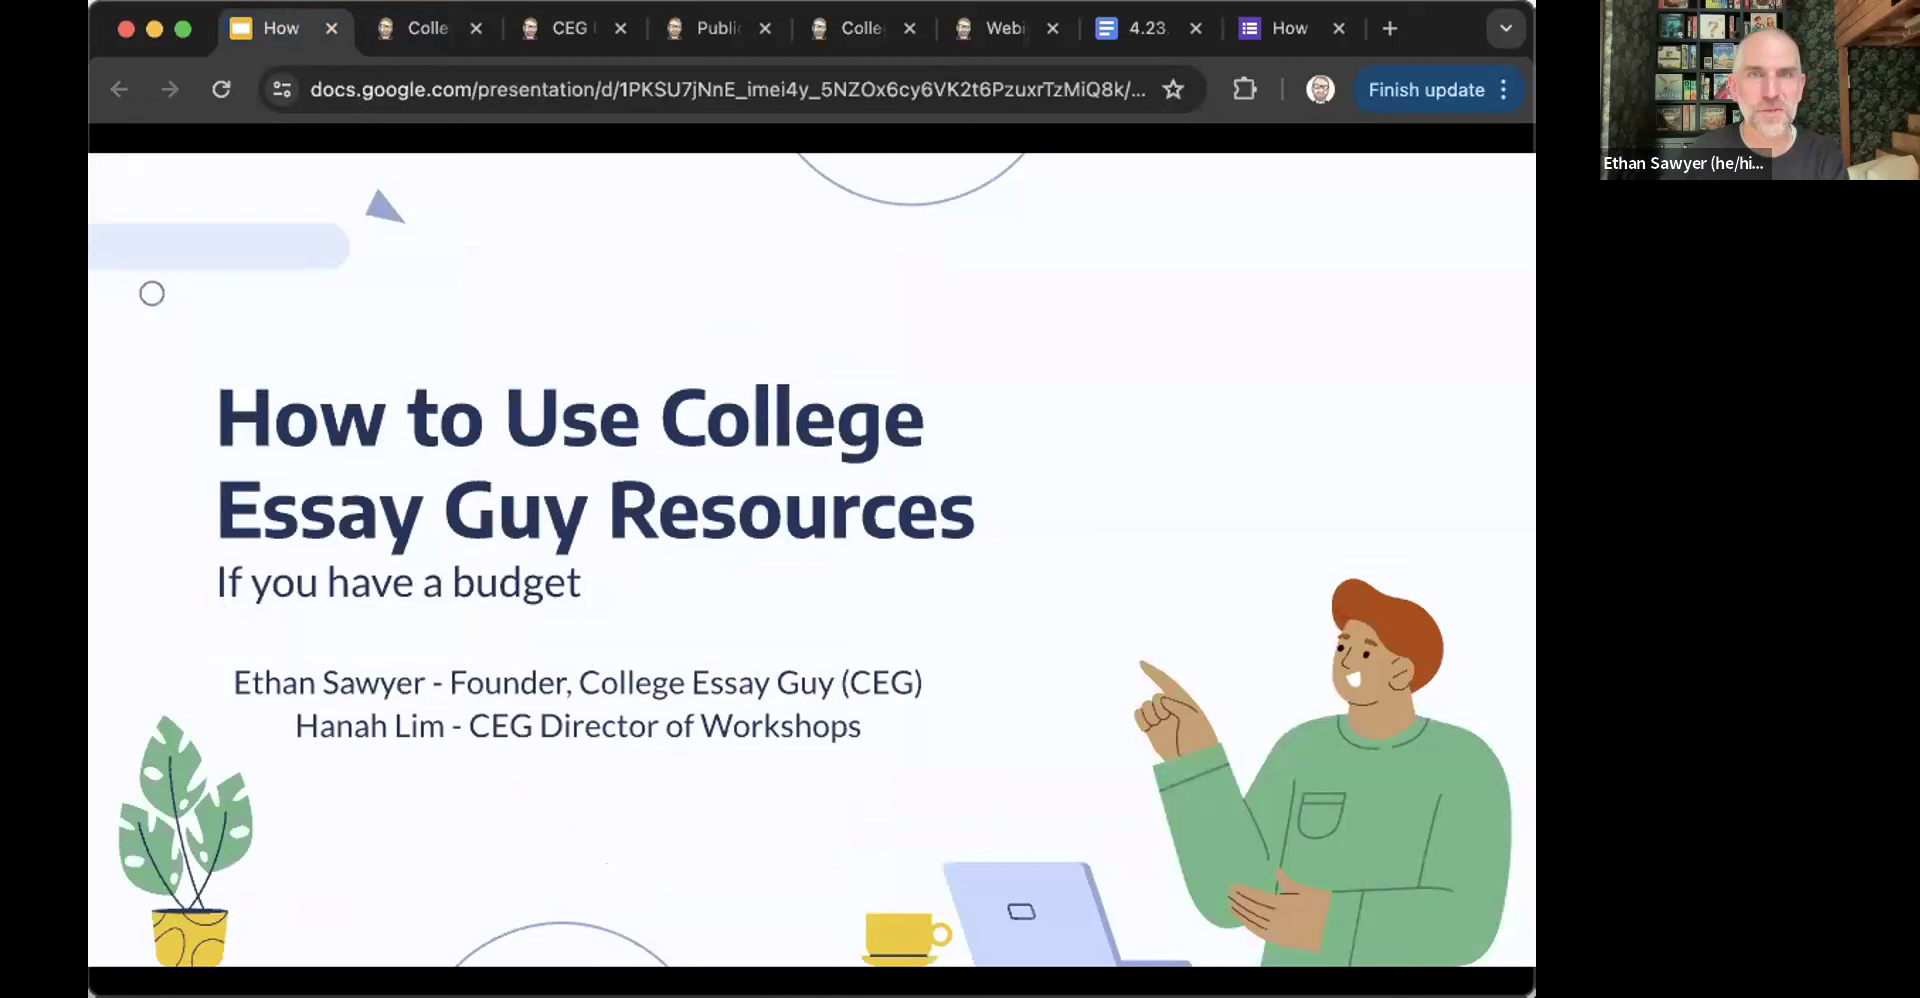 How
Colle
CEG
Public
Colle
Webi
4.23.
How
docs.google.com/presentation/d/1PKSU7jNnE_imei4y_5NZOx6cy6VK2t6PzuxrTzMiQ8k/...
Finish update
Ethan Sawyer (he/hi...
How to Use College
Essay Guy Resources
If you have a budget
Ethan Sawyer - Founder, College Essay Guy (CEG)
Hanah Lim - CEG Director of Workshops